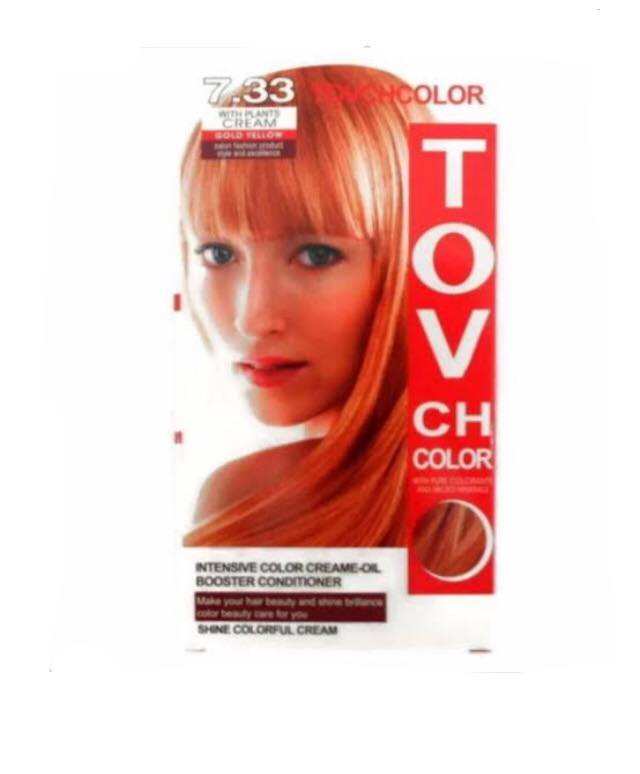 7.33
WITH PLANTS
CREAM
GOLD YELLOW
salon fashion product
style and excellence
TOUCHCOLOR
T
O
V
CH
COLOR
WITH PURE COLORANTS
AND MICRO MINERALS
INTENSIVE COLOR CREAME-OIL
BOOSTER CONDITIONER
Make your hair beauty and shine brilliance
color beauty care for you
SHINE COLORFUL CREAM